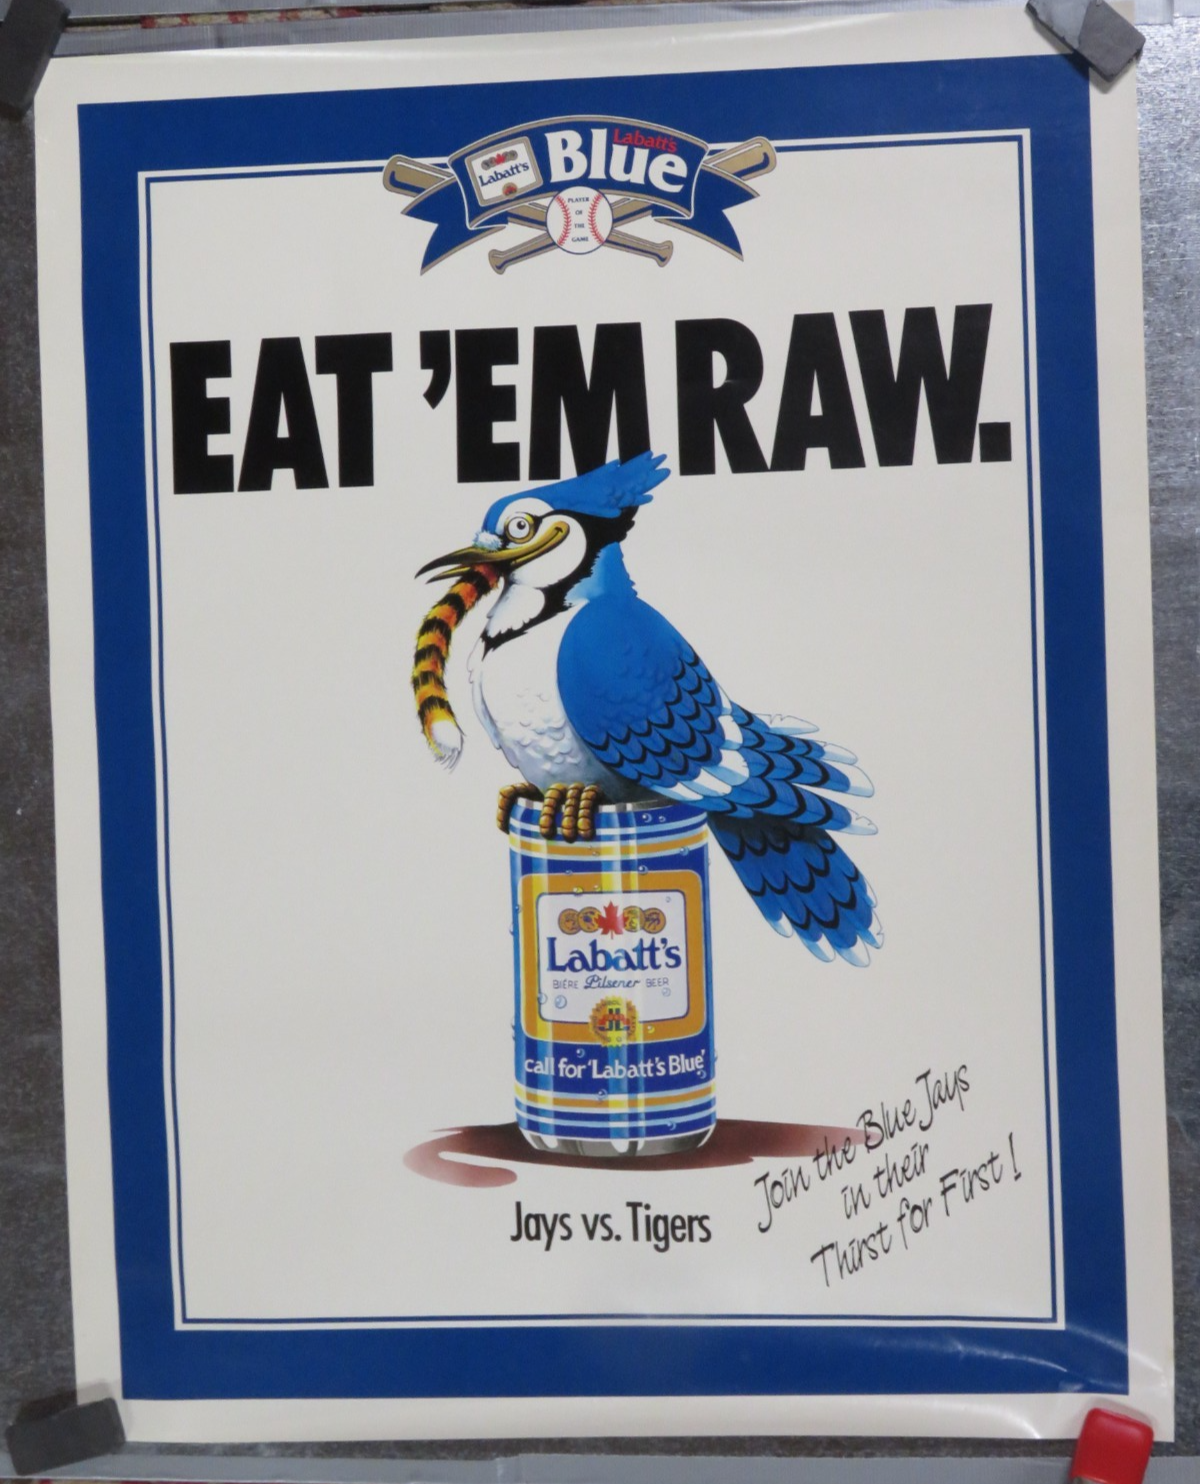 Labatt's
Labatt's
Blue
PLAYER
OF
THE
GAME
EAT 'EM RAW.
Labatt's
BIÈRE Pilsener BEER
call for 'Labatt's Blue'
Join the Blue Jays
in their
Thirst for First!
Jays vs. Tigers